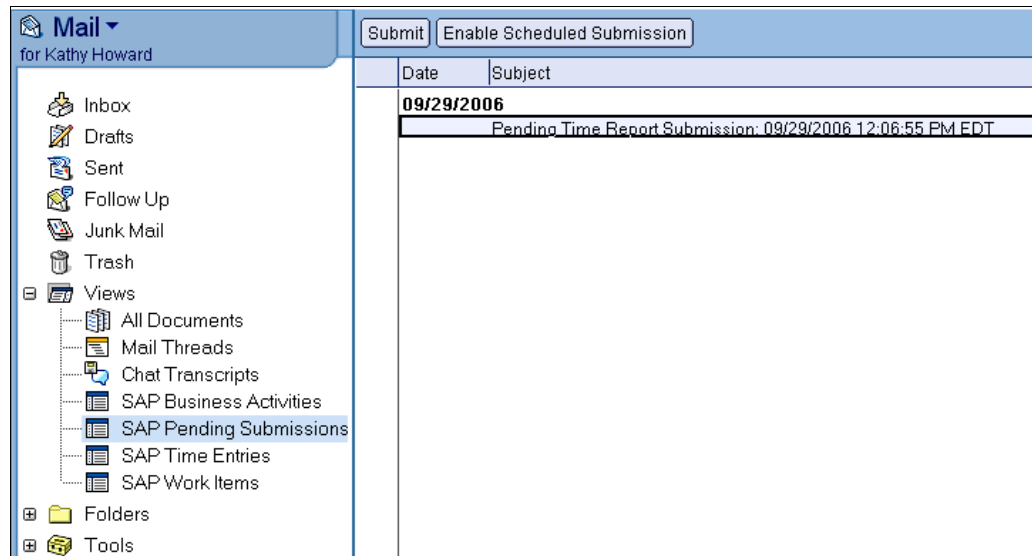 Mail
for Kathy Howard
Submit Enable Scheduled Submission
Date Subject
09/29/2006
Pending Time Report Submission: 09/29/2006 12:06:55 PM EDT
Inbox
Drafts
Sent
Follow Up
Junk Mail
Trash
Views
All Documents
Mail Threads
Chat Transcripts
SAP Business Activities
SAP Pending Submissions
SAP Time Entries
SAP Work Items
Folders
Tools